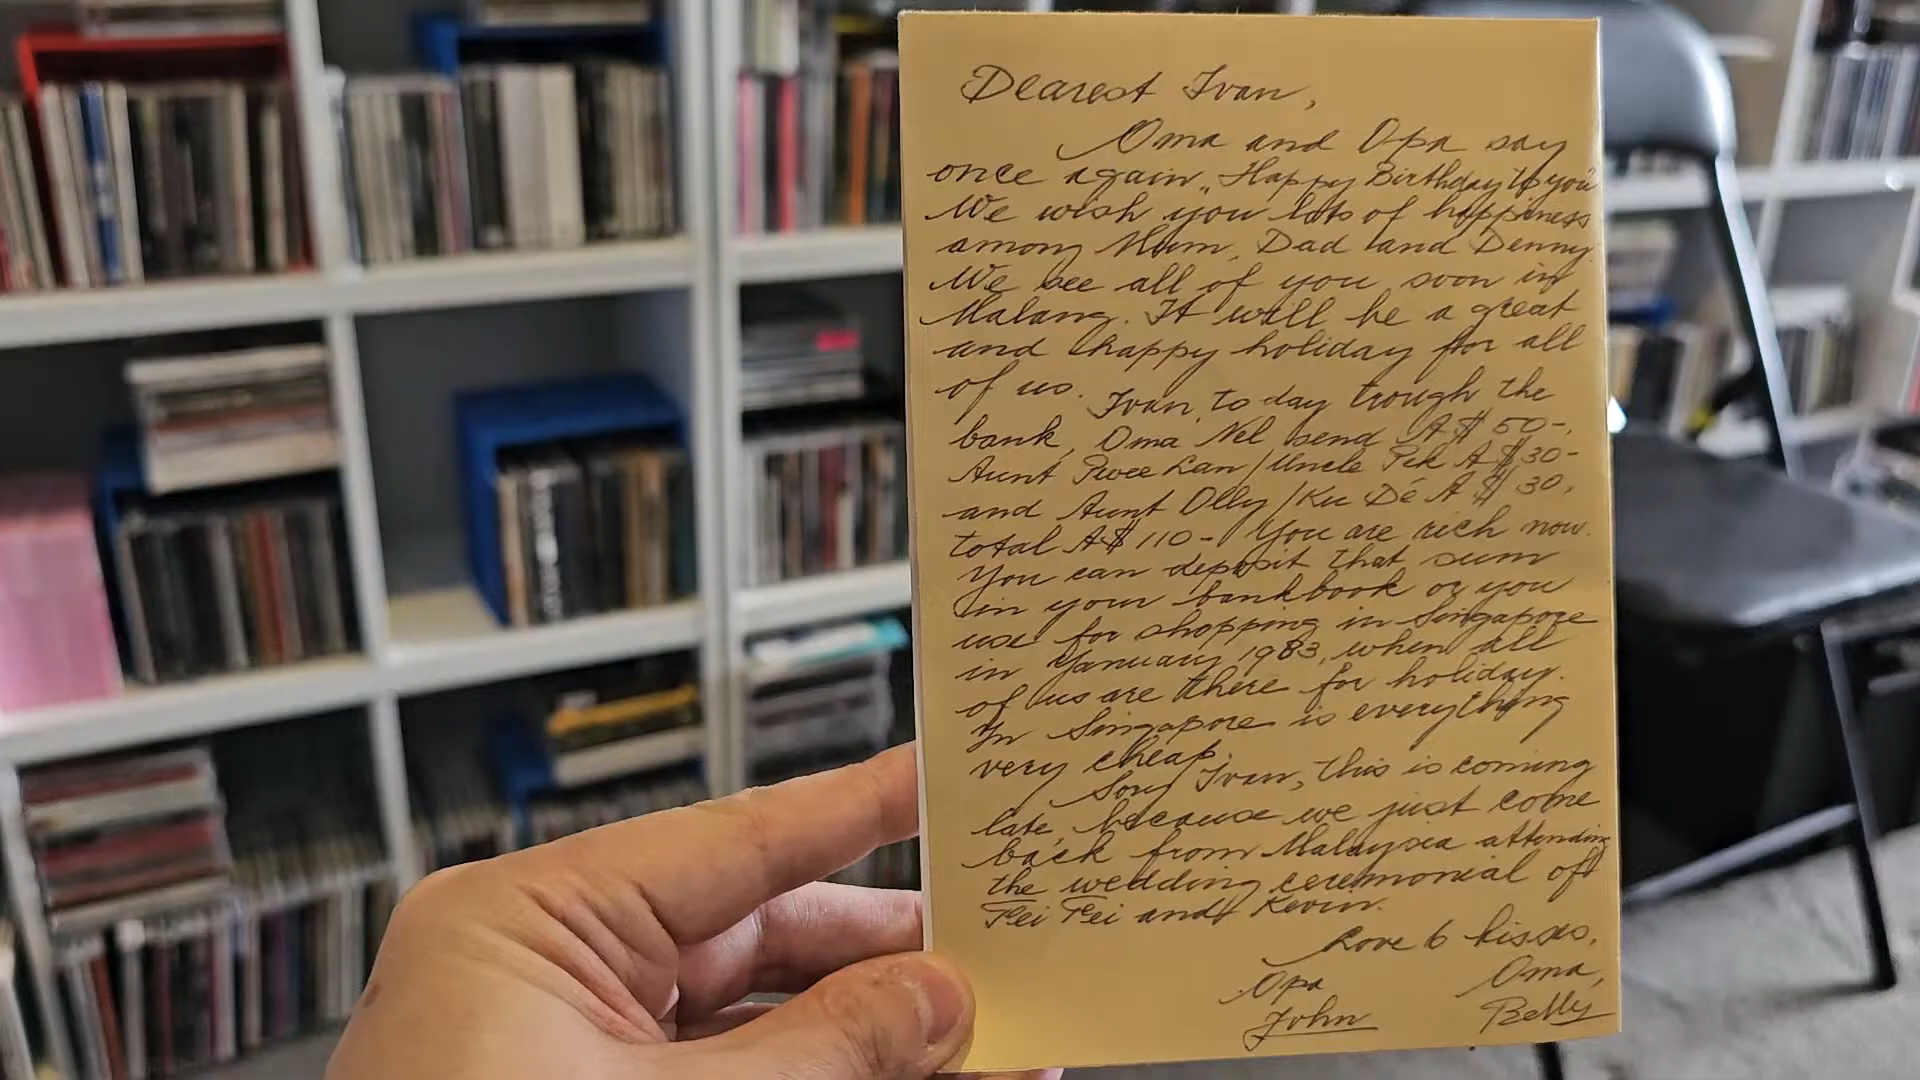 Dearest Ivan,
Oma and Opa say
once again „Happy Birthday to you"
We wish you lots of happiness
among Mum, Dad and Denny.
We see all of you soon in
Malang. It will be a great
and happy holiday for all
of us.
Ivan, to day trough the
bank, Oma Nel send A$ 50-,
Aunt Swee Lan/Uncle Pik A$ 30-
and Aunt Olly/Ku Dé A$ 30,
total A$ 110- You are rich now.
You can deposit that sum
in your bankbook or you
use for shopping in Singapore
in Yanuary 1983, when all
of us are there for holiday.
In Singapore is everything
very cheap.
Sory Ivan, this is coming
late because we just come
back from Malaysea attending
the wedding ceremonial off
Fei Fei and Kevin.
Love 6 kisses,
Opa Oma,
John Betty